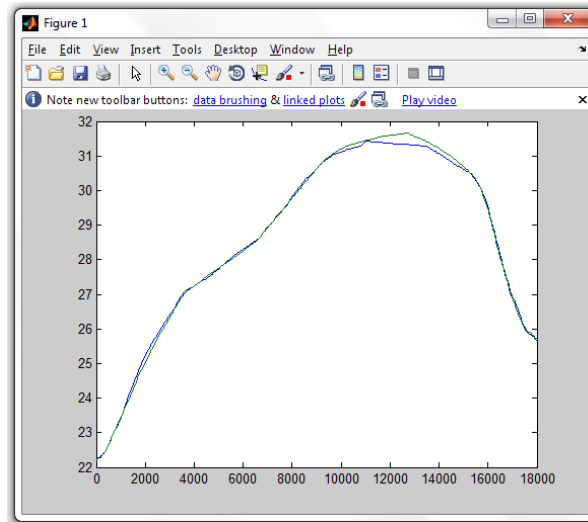 Figure 1
File Edit View Insert Tools Desktop Window Help
Note new toolbar buttons: data brushing & linked plots Play video
32
31
30
29
28
27
26
25
24
23
22
0 2000 4000 6000 8000 10000 12000 14000 16000 18000